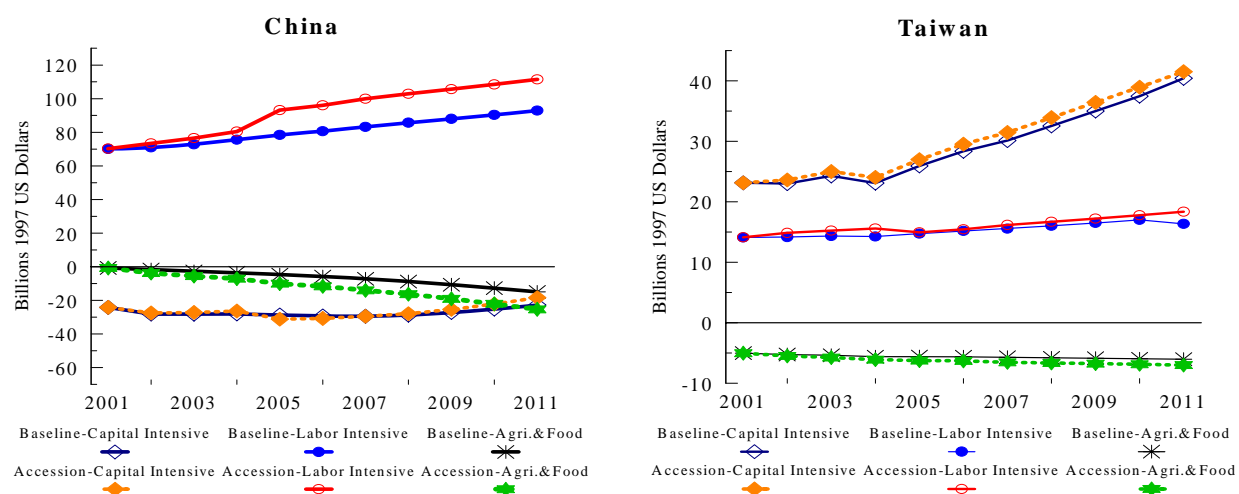 China
Billions 1997 US Dollars
120
100
80
60
40
20
0
-20
-40
-60
2001 2003 2005 2007 2009 2011
Baseline-Capital Intensive Baseline-Labor Intensive Baseline-Agri.&Food
Accession-Capital Intensive Accession-Labor Intensive Accession-Agri.&Food
Taiwan
Billions 1997 US Dollars
40
30
20
10
0
-10
2001 2003 2005 2007 2009 2011
Baseline-Capital Intensive Baseline-Labor Intensive Baseline-Agri.&Food
Accession-Capital Intensive Accession-Labor Intensive Accession-Agri.&Food